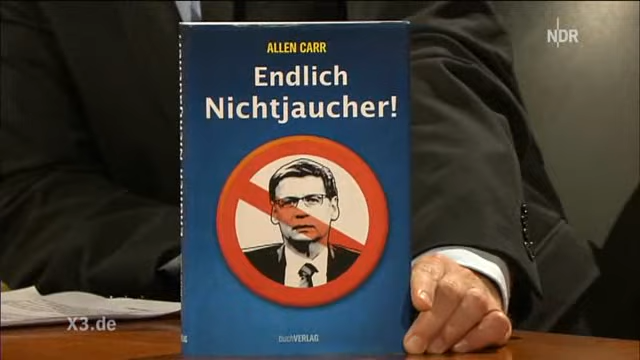 NDR
ALLEN CARR
Endlich
Nichtjaucher!
X3.de
buchVERLAG